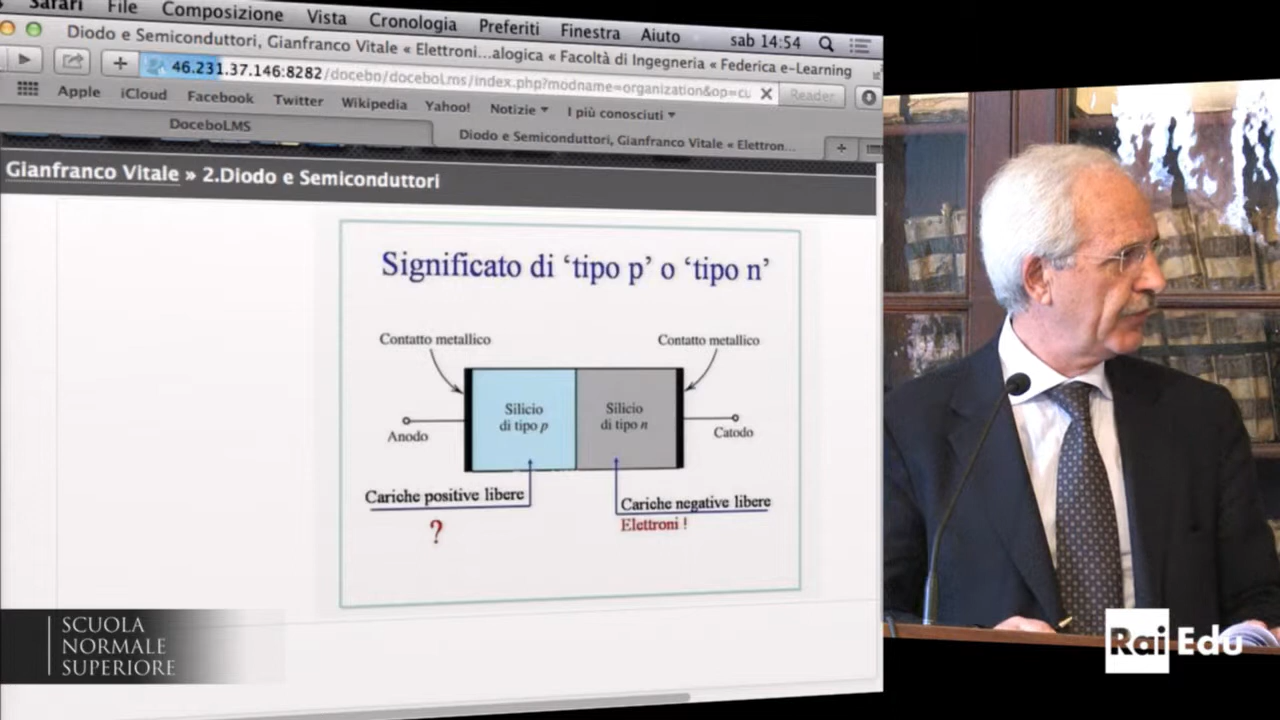 Safari File Composizione Vista Cronologia Preferiti Finestra Aiuto sab 14:54
Diodo e Semiconduttori, Gianfranco Vitale « Elettroni...alogica « Facoltà di Ingegneria « Federica e-Learning
46.231.37.146:8282/docebo/doceboLms/index.php?modname=organization&op=cu Reader
Apple iCloud Facebook Twitter Wikipedia Yahoo! Notizie I più conosciuti
DoceboLMS
Diodo e Semiconduttori, Gianfranco Vitale « Elettron...
Gianfranco Vitale » 2.Diodo e Semiconduttori
Significato di ‘tipo p’ o ‘tipo n’
Contatto metallico Contatto metallico
Silicio Silicio
di tipo p di tipo n
Anodo Catodo
Cariche positive libere Cariche negative libere
? Elettroni !
SCUOLA
NORMALE
SUPERIORE
Rai Edu